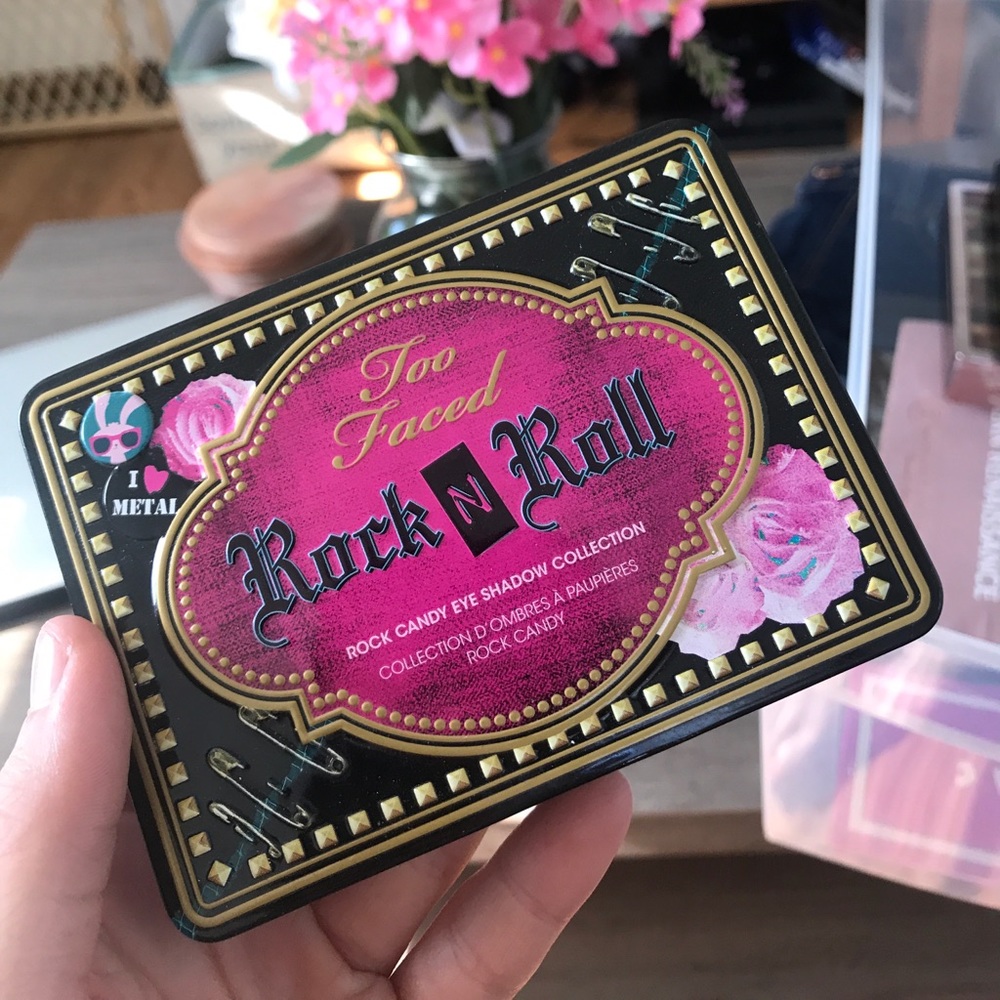 Too
Faced
Rock N Roll
ROCK CANDY EYE SHADOW COLLECTION
COLLECTION D'OMBRES À PAUPIÈRES
ROCK CANDY
I
METAL